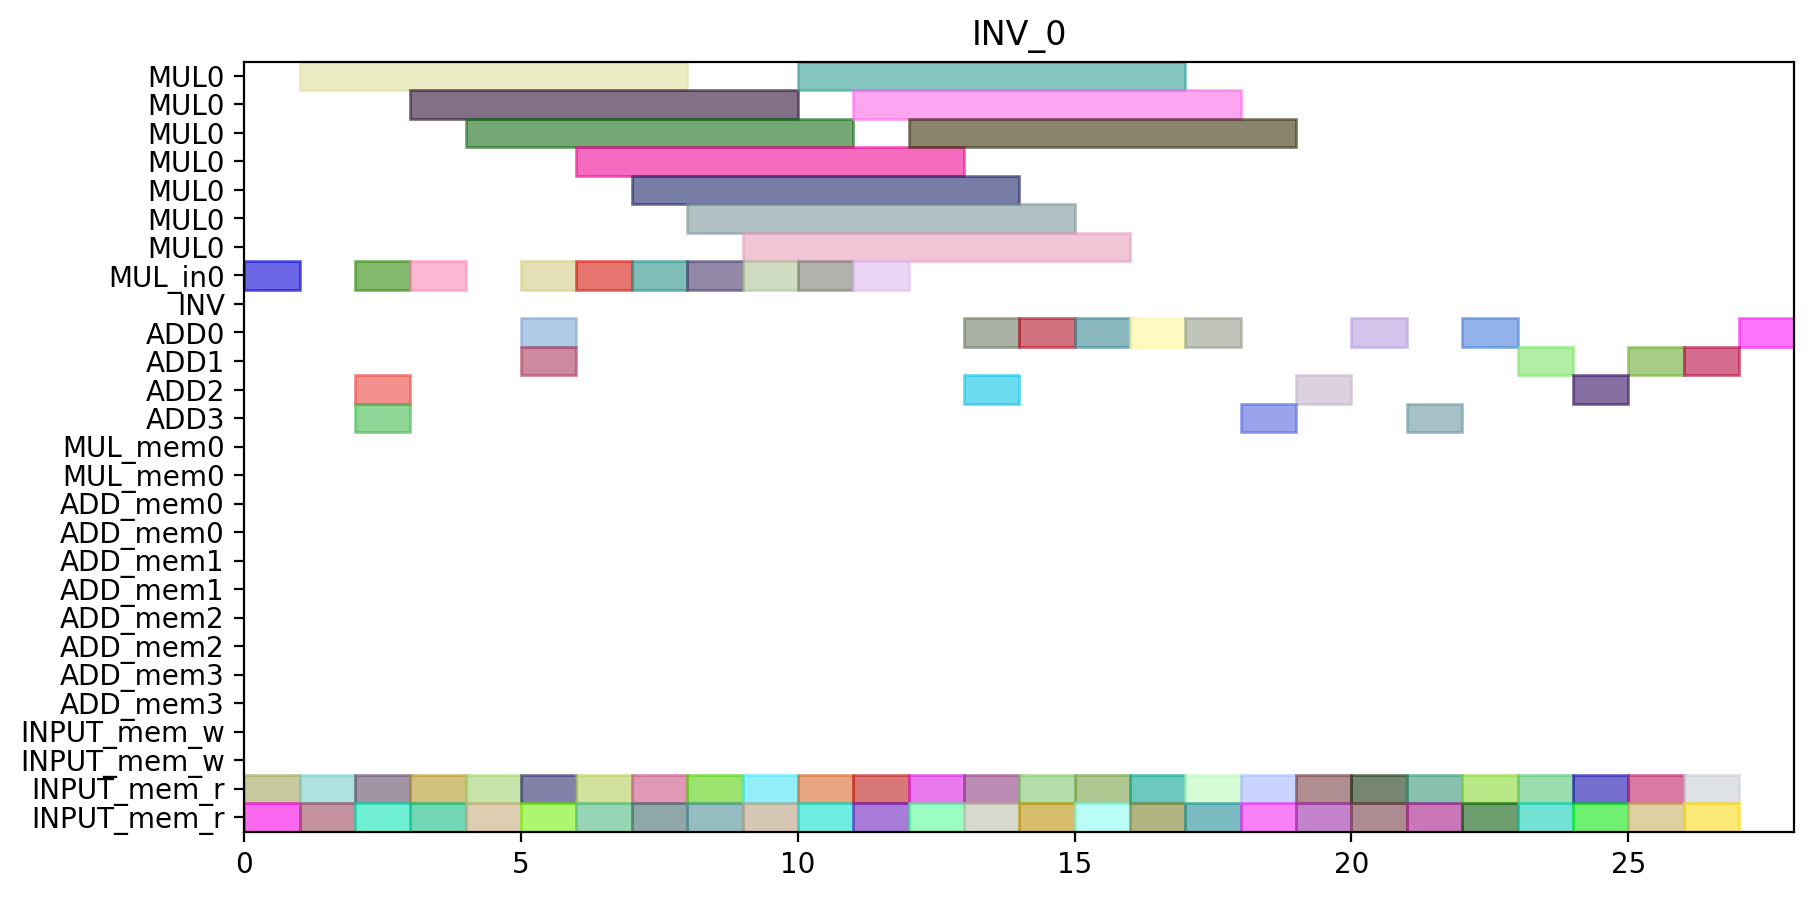 INV_0
MUL0
MUL0
MUL0
MUL0
MUL0
MUL0
MUL0
MUL_in0
INV
ADD0
ADD1
ADD2
ADD3
MUL_mem0
MUL_mem0
ADD_mem0
ADD_mem0
ADD_mem1
ADD_mem1
ADD_mem2
ADD_mem2
ADD_mem3
ADD_mem3
INPUT_mem_w
INPUT_mem_w
INPUT_mem_r
INPUT_mem_r
0 5 10 15 20 25